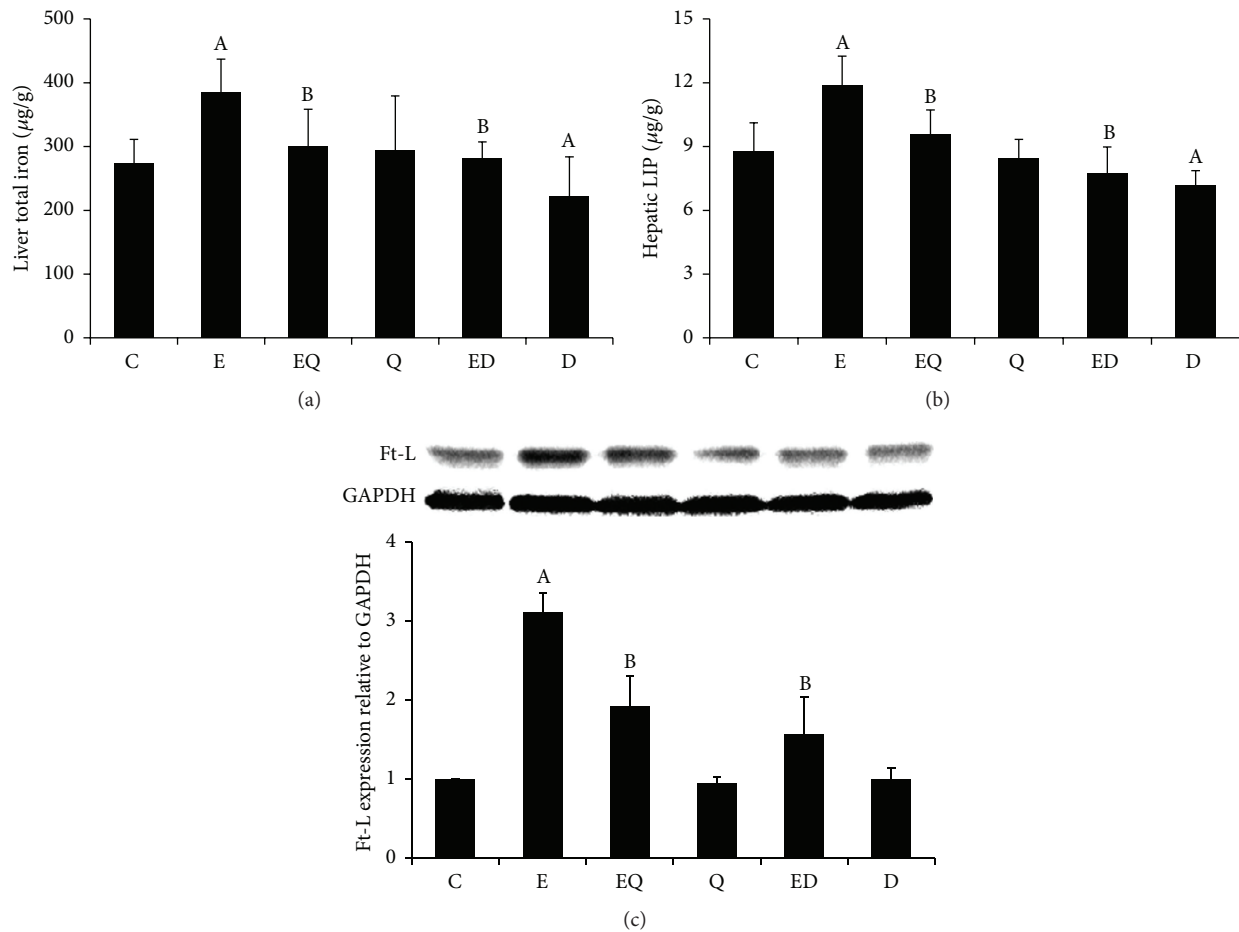 Liver total iron (μg/g)
500
400
300
200
100
0
A
B
B
A
C E EQ Q ED D
(a)
Hepatic LIP (μg/g)
15
12
9
6
3
0
A
B
B
A
C E EQ Q ED D
(b)
Ft-L
GAPDH
Ft-L expression relative to GAPDH
4
3
2
1
0
A
B
B
C E EQ Q ED D
(c)